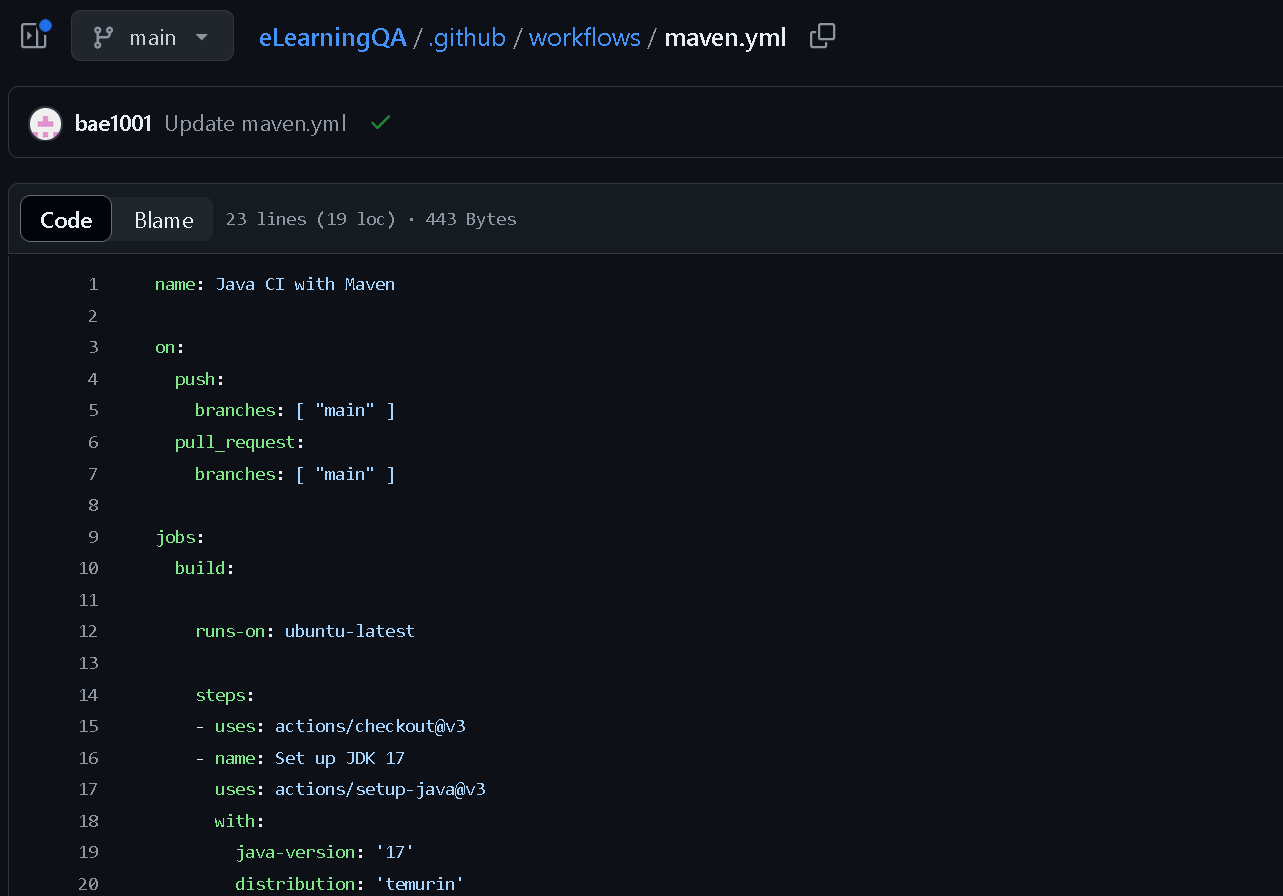 main
eLearningQA / .github / workflows / maven.yml
bae1001 Update maven.yml
Code Blame 23 lines (19 loc) · 443 Bytes
1 name: Java CI with Maven
2
3 on:
4   push:
5     branches: [ "main" ]
6   pull_request:
7     branches: [ "main" ]
8
9 jobs:
10   build:
11
12     runs-on: ubuntu-latest
13
14     steps:
15     - uses: actions/checkout@v3
16     - name: Set up JDK 17
17       uses: actions/setup-java@v3
18       with:
19         java-version: '17'
20         distribution: 'temurin'